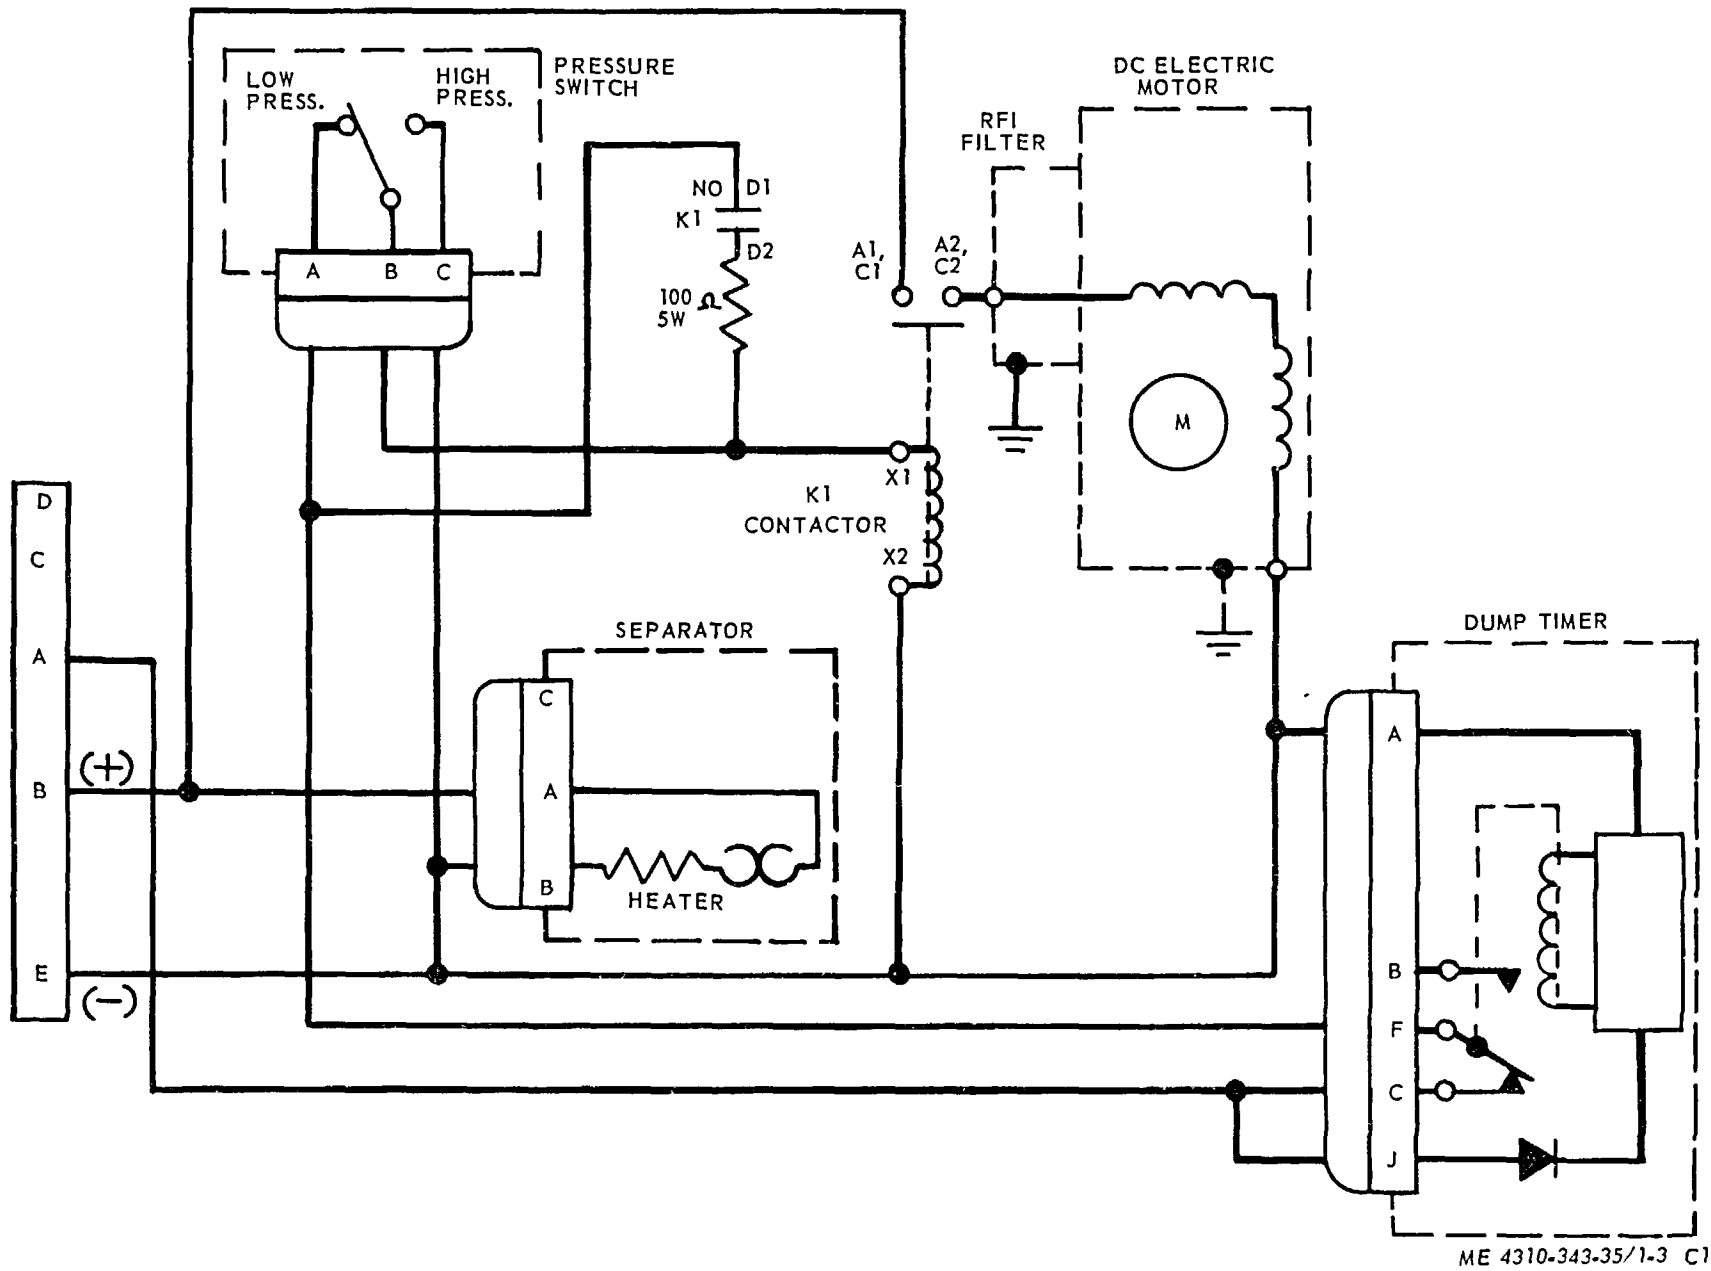 LOW
PRESS.
HIGH
PRESS.
PRESSURE
SWITCH
A B C
NO D1
K1
D2
100 Ω
5W
A1,
C1
A2,
C2
RFI
FILTER
DC ELECTRIC
MOTOR
M
X1
K1
CONTACTOR
X2
D
C
A
B
(+)
E
(−)
SEPARATOR
C
A
B
HEATER
DUMP TIMER
A
B
F
C
J
ME 4310-343-35/1-3 C1